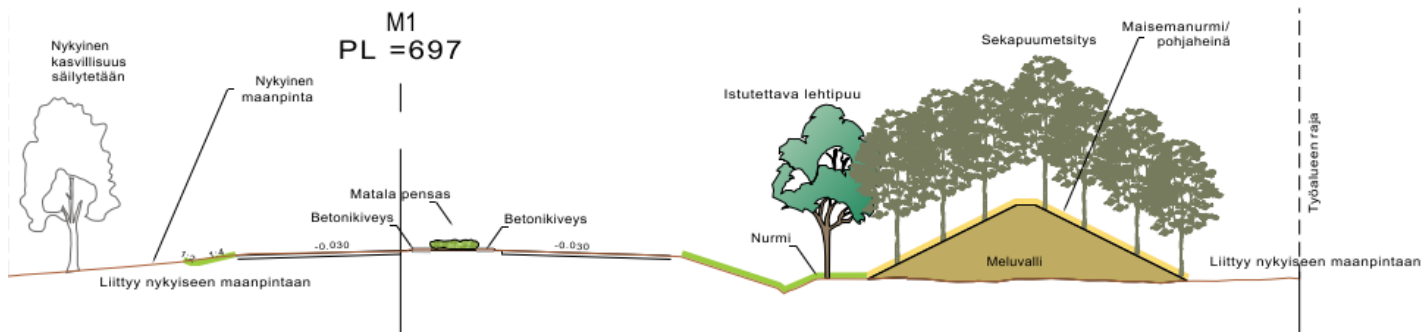 M1
PL =697
Nykyinen
kasvillisuus
säilytetään
Nykyinen
maanpinta
Sekapuumetsitys
Maisemanurmi/
pohjaheinä
Istutettava lehtipuu
Työalueen raja
Matala pensas
Betonikiveys
Betonikiveys
-0.030
-0.030
Nurmi
Meluvalli
Liittyy nykyiseen maanpintaan
Liittyy nykyiseen maanpintaan